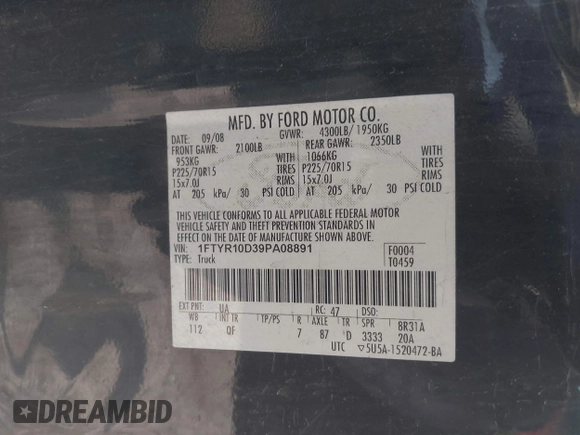 MFD. BY FORD MOTOR CO.
DATE: 09/08 GVWR: 4300LB/ 1950KG
FRONT GAWR: 2100LB REAR GAWR: 2350LB
953KG 1066KG
P225/70R15 TIRES P225/70R15 TIRES
15x7.0J RIMS 15x7.0J RIMS
AT 205 kPa/ 30 PSI COLD AT 205 kPa/ 30 PSI COLD
THIS VEHICLE CONFORMS TO ALL APPLICABLE FEDERAL MOTOR
VEHICLE SAFETY AND THEFT PREVENTION STANDARDS IN EFFECT ON THE
DATE OF MANUFACTURE SHOWN ABOVE.
VIN: 1FTYR10D39PA08891 F0004
TYPE: Truck T0459
EXT PNT: UA RC: 47 DSO:
WB INT TR TP/PS R AXLE TR SPR 8R31A
112 QF 7 87 D 3333 20A
UTC 5U5A-1520472-BA
DREAMBID